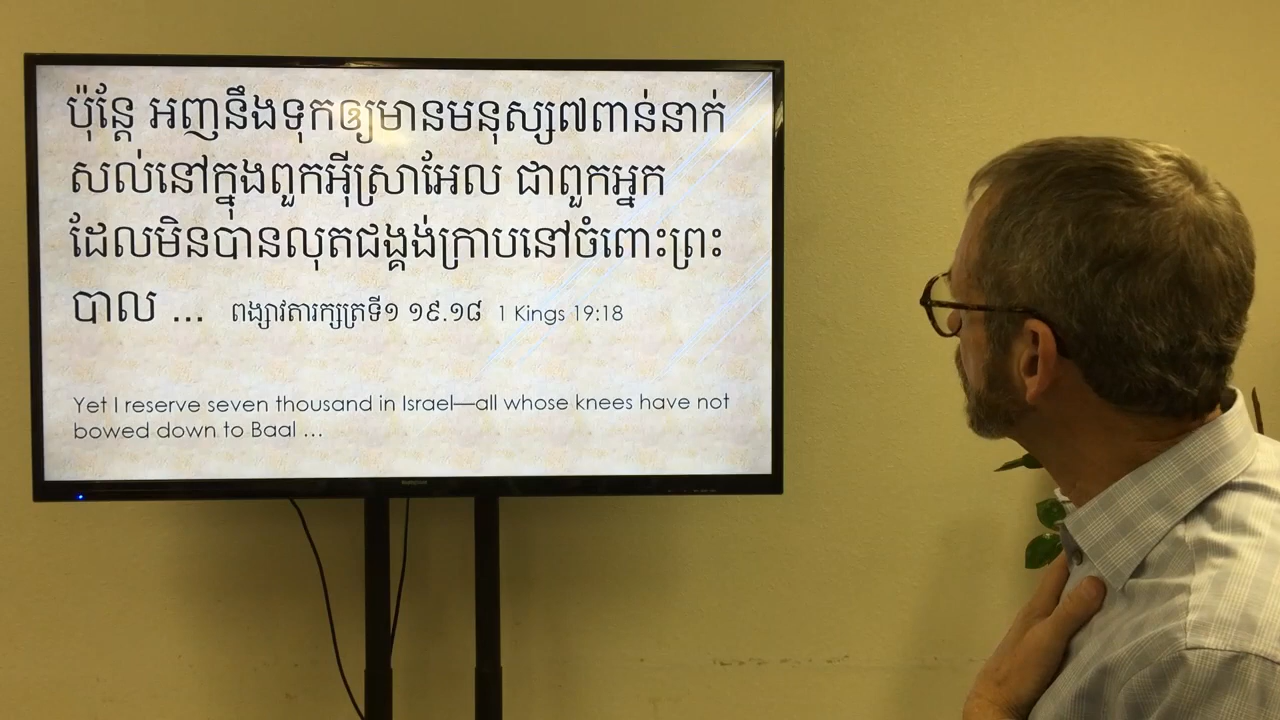 ប៉ុន្តែ អញនឹងទុកឲ្យមានមនុស្ស៧ពាន់នាក់
សល់នៅក្នុងពួកអ៊ីស្រាអែល ជាពួកអ្នក
ដែលមិនបានលុតជង្គង់ក្រាបនៅចំពោះព្រះ
បាល ... ពង្សាវតារក្សត្រទី១ ១៩.១៨ 1 Kings 19:18
Yet I reserve seven thousand in Israel—all whose knees have not
bowed down to Baal ...